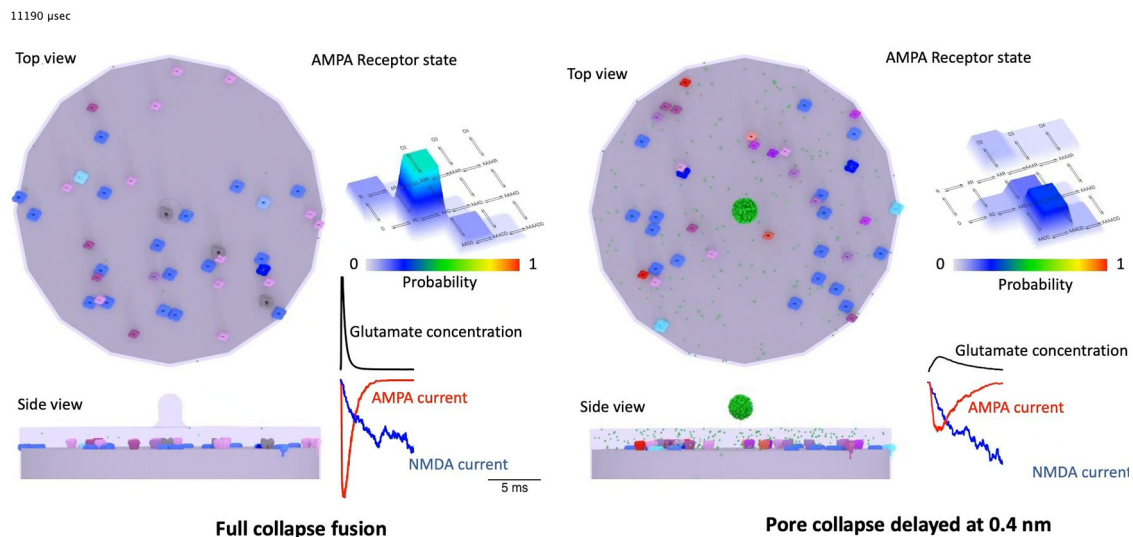 11190 µsec
Top view
AMPA Receptor state
0
1
Probability
Glutamate concentration
Side view
AMPA current
NMDA current
5 ms
Full collapse fusion
Top view
AMPA Receptor state
0
1
Probability
Glutamate concentration
Side view
AMPA current
NMDA current
Pore collapse delayed at 0.4 nm